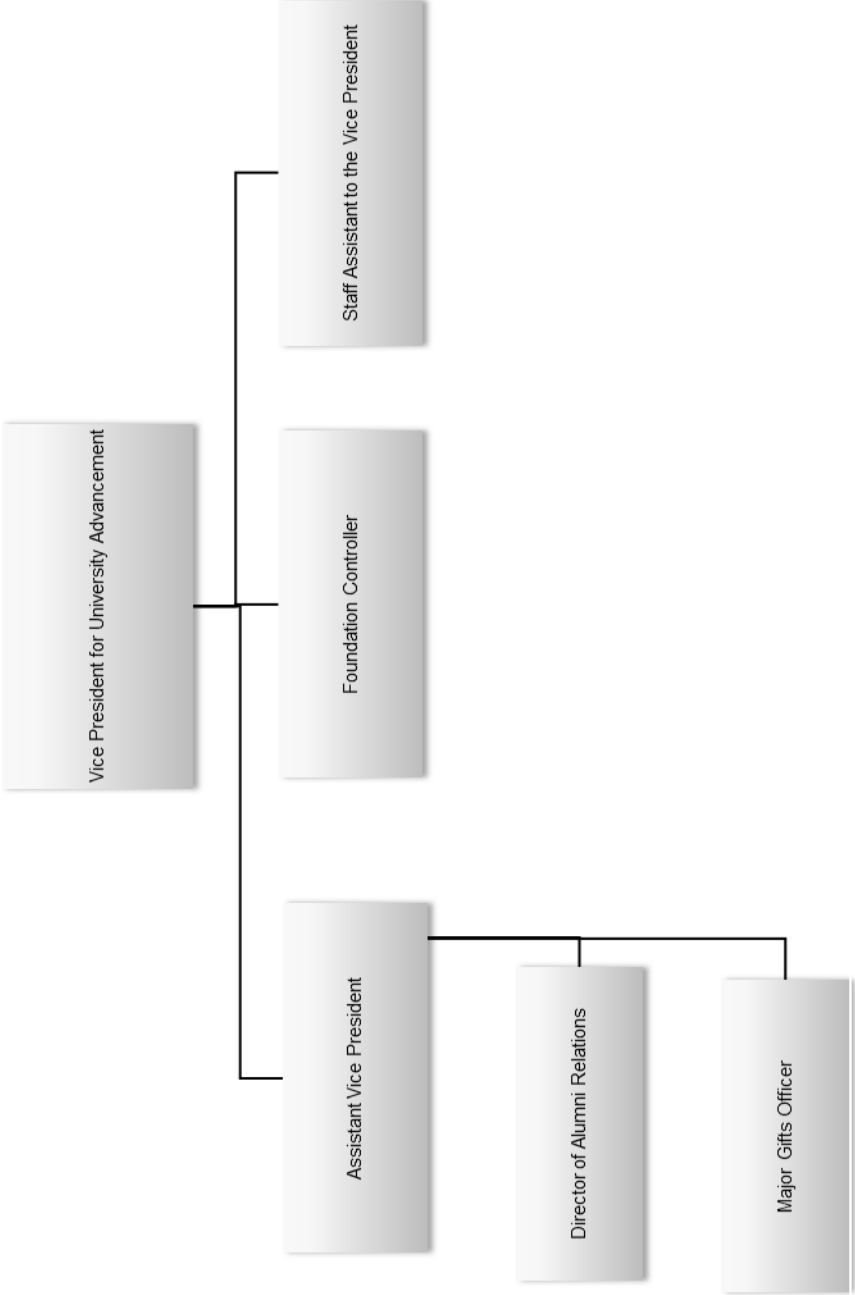 Vice President for University Advancement
Assistant Vice President
Foundation Controller
Staff Assistant to the Vice President
Director of Alumni Relations
Major Gifts Officer